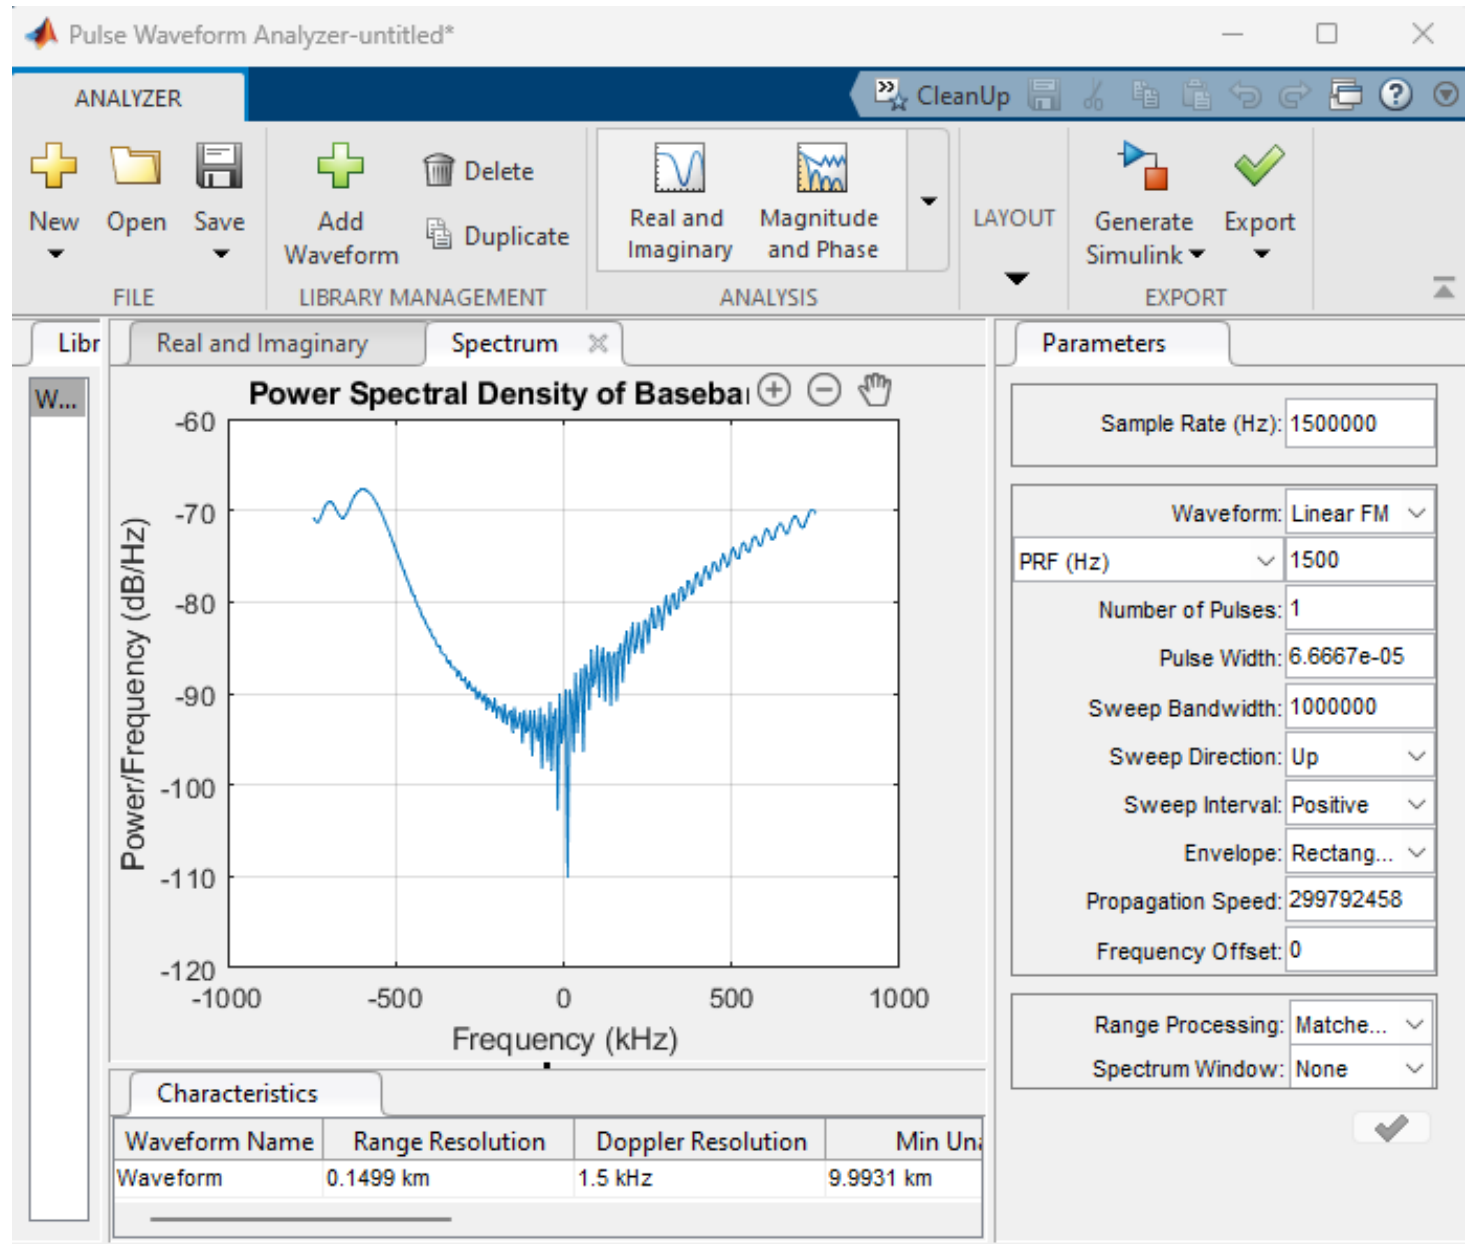 Pulse Waveform Analyzer-untitled*
ANALYZER
CleanUp
New
Open
Save
Add
Waveform
Delete
Duplicate
Real and
Imaginary
Magnitude
and Phase
LAYOUT
Generate
Simulink
Export
FILE
LIBRARY MANAGEMENT
ANALYSIS
EXPORT
Libr
W...
Real and Imaginary
Spectrum
Power Spectral Density of Baseba
-60
-70
-80
-90
-100
-110
-120
Power/Frequency (dB/Hz)
-1000
-500
0
500
1000
Frequency (kHz)
Characteristics
Waveform Name Range Resolution Doppler Resolution Min Una
Waveform 0.1499 km 1.5 kHz 9.9931 km
Parameters
Sample Rate (Hz): 1500000
Waveform: Linear FM
PRF (Hz) 1500
Number of Pulses: 1
Pulse Width: 6.6667e-05
Sweep Bandwidth: 1000000
Sweep Direction: Up
Sweep Interval: Positive
Envelope: Rectang...
Propagation Speed: 299792458
Frequency Offset: 0
Range Processing: Matche...
Spectrum Window: None